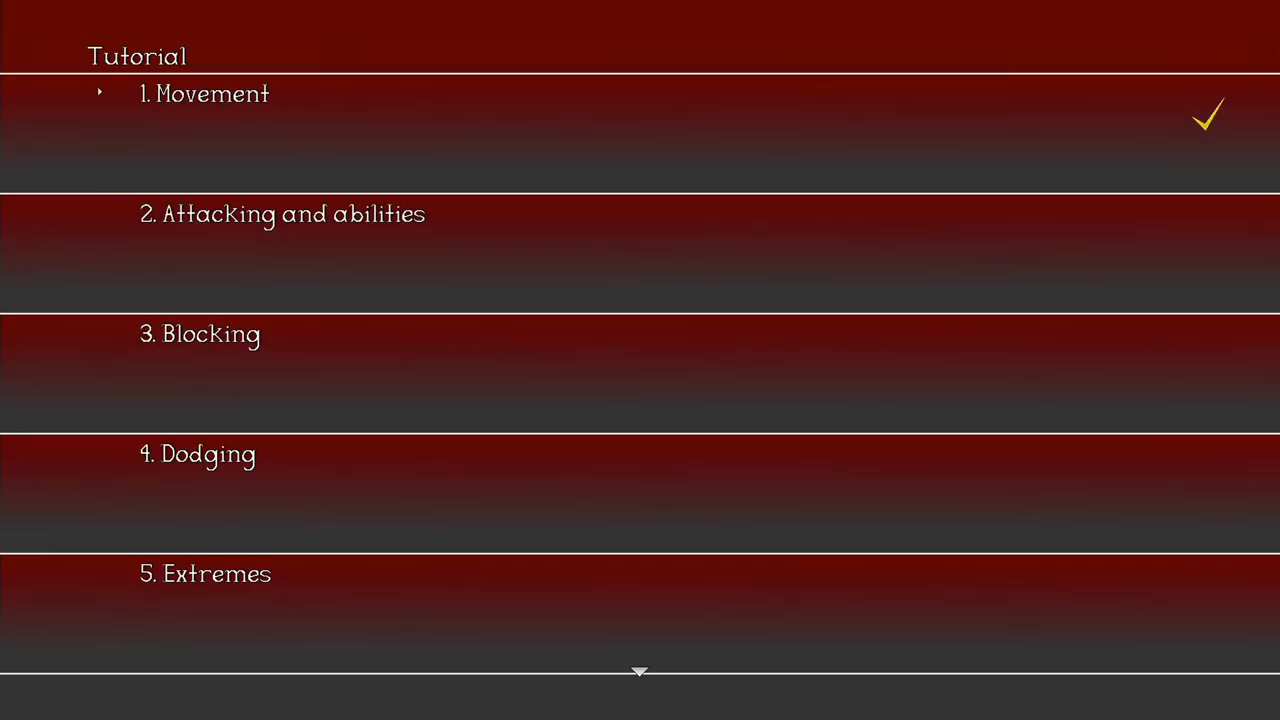 Tutorial
1. Movement
2. Attacking and abilities
3. Blocking
4. Dodging
5. Extremes